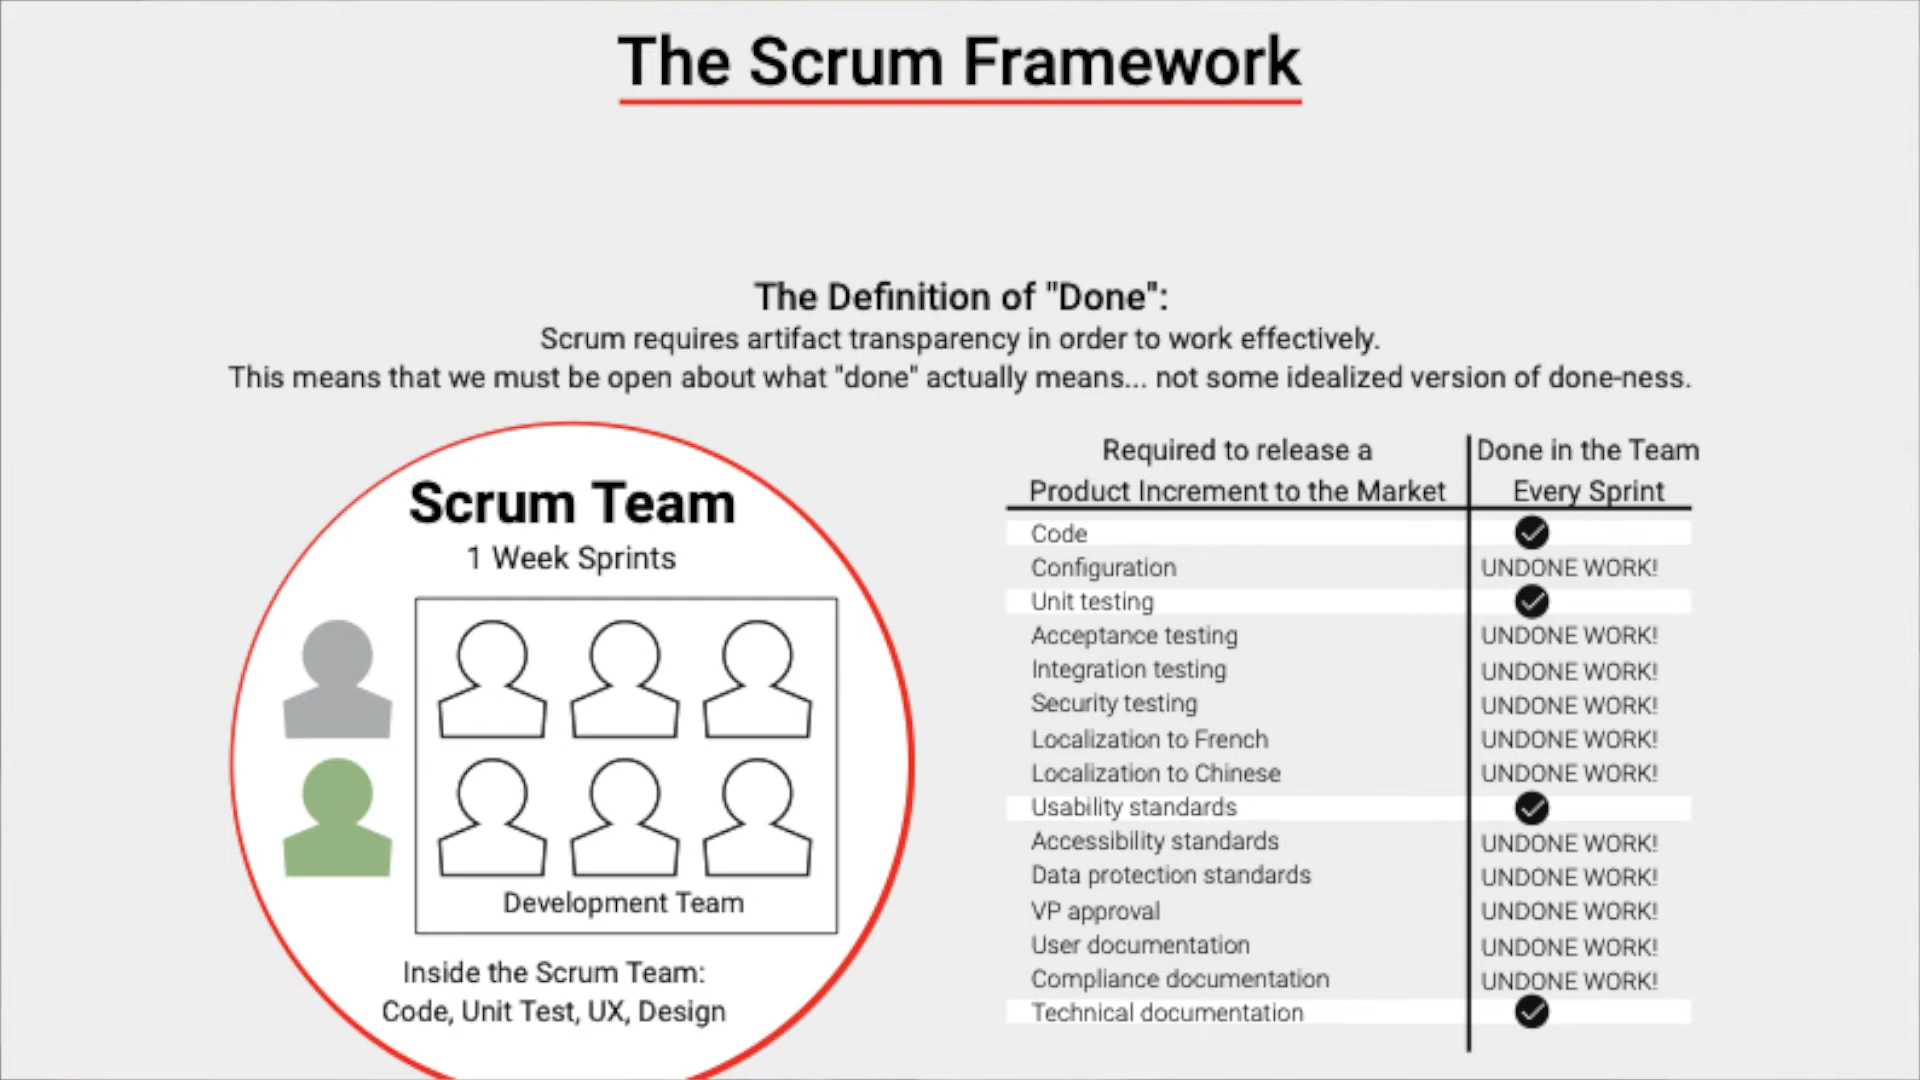 The Scrum Framework
The Definition of "Done":
Scrum requires artifact transparency in order to work effectively.
This means that we must be open about what "done" actually means... not some idealized version of done-ness.
Scrum Team
1 Week Sprints
Development Team
Inside the Scrum Team:
Code, Unit Test, UX, Design
Required to release a
Product Increment to the Market
Done in the Team
Every Sprint
Code
Configuration UNDONE WORK!
Unit testing
Acceptance testing UNDONE WORK!
Integration testing UNDONE WORK!
Security testing UNDONE WORK!
Localization to French UNDONE WORK!
Localization to Chinese UNDONE WORK!
Usability standards
Accessibility standards UNDONE WORK!
Data protection standards UNDONE WORK!
VP approval UNDONE WORK!
User documentation UNDONE WORK!
Compliance documentation UNDONE WORK!
Technical documentation